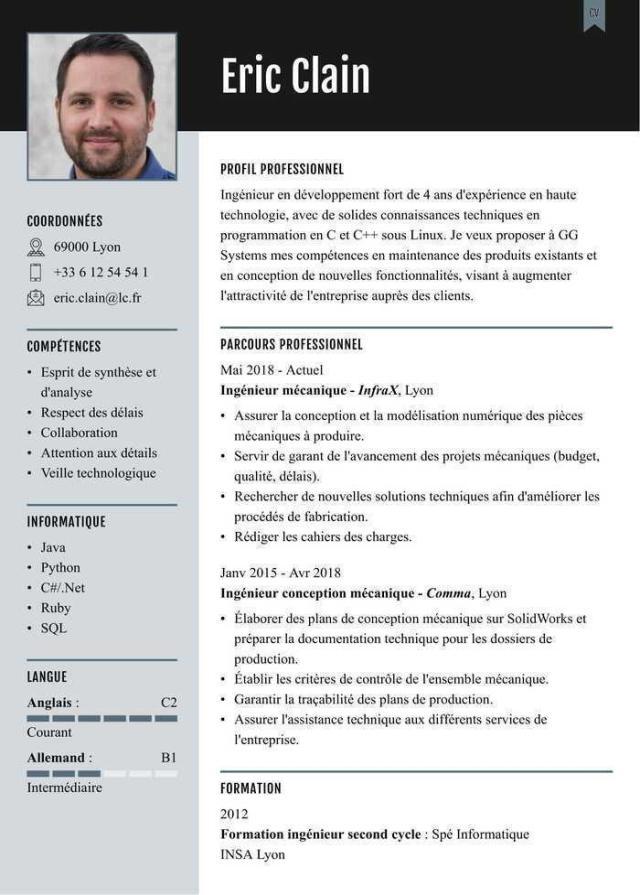 CV
Eric Clain
COORDONNÉES
69000 Lyon
+33 6 12 54 54 1
eric.clain@lc.fr
COMPÉTENCES
• Esprit de synthèse et
d'analyse
• Respect des délais
• Collaboration
• Attention aux détails
• Veille technologique
INFORMATIQUE
• Java
• Python
• C#/.Net
• Ruby
• SQL
LANGUE
Anglais : C2
Courant
Allemand : B1
Intermédiaire
PROFIL PROFESSIONNEL
Ingénieur en développement fort de 4 ans d'expérience en haute
technologie, avec de solides connaissances techniques en
programmation en C et C++ sous Linux. Je veux proposer à GG
Systems mes compétences en maintenance des produits existants et
en conception de nouvelles fonctionnalités, visant à augmenter
l'attractivité de l'entreprise auprès des clients.
PARCOURS PROFESSIONNEL
Mai 2018 - Actuel
Ingénieur mécanique - InfraX, Lyon
• Assurer la conception et la modélisation numérique des pièces
mécaniques à produire.
• Servir de garant de l'avancement des projets mécaniques (budget,
qualité, délais).
• Rechercher de nouvelles solutions techniques afin d'améliorer les
procédés de fabrication.
• Rédiger les cahiers des charges.
Janv 2015 - Avr 2018
Ingénieur conception mécanique - Comma, Lyon
• Élaborer des plans de conception mécanique sur SolidWorks et
préparer la documentation technique pour les dossiers de
production.
• Établir les critères de contrôle de l'ensemble mécanique.
• Garantir la traçabilité des plans de production.
• Assurer l'assistance technique aux différents services de
l'entreprise.
FORMATION
2012
Formation ingénieur second cycle : Spé Informatique
INSA Lyon